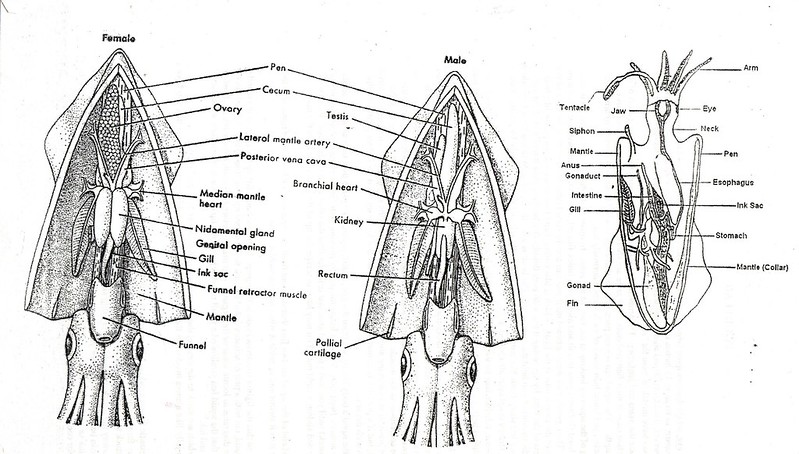 Female
Male
Pen
Cecum
Ovary
Testis
Lateral mantle artery
Posterior vena cava
Branchial heart
Median mantle
heart
Kidney
Nidamental gland
Genital opening
Gill
Ink sac
Rectum
Funnel retractor muscle
Mantle
Pallial
cartilage
Funnel
Arm
Tentacle
Jaw
Eye
Siphon
Neck
Mantle
Pen
Anus
Gonaduct
Esophagus
Intestine
Ink Sac
Gill
Stomach
Mantle (Collar)
Gonad
Fin